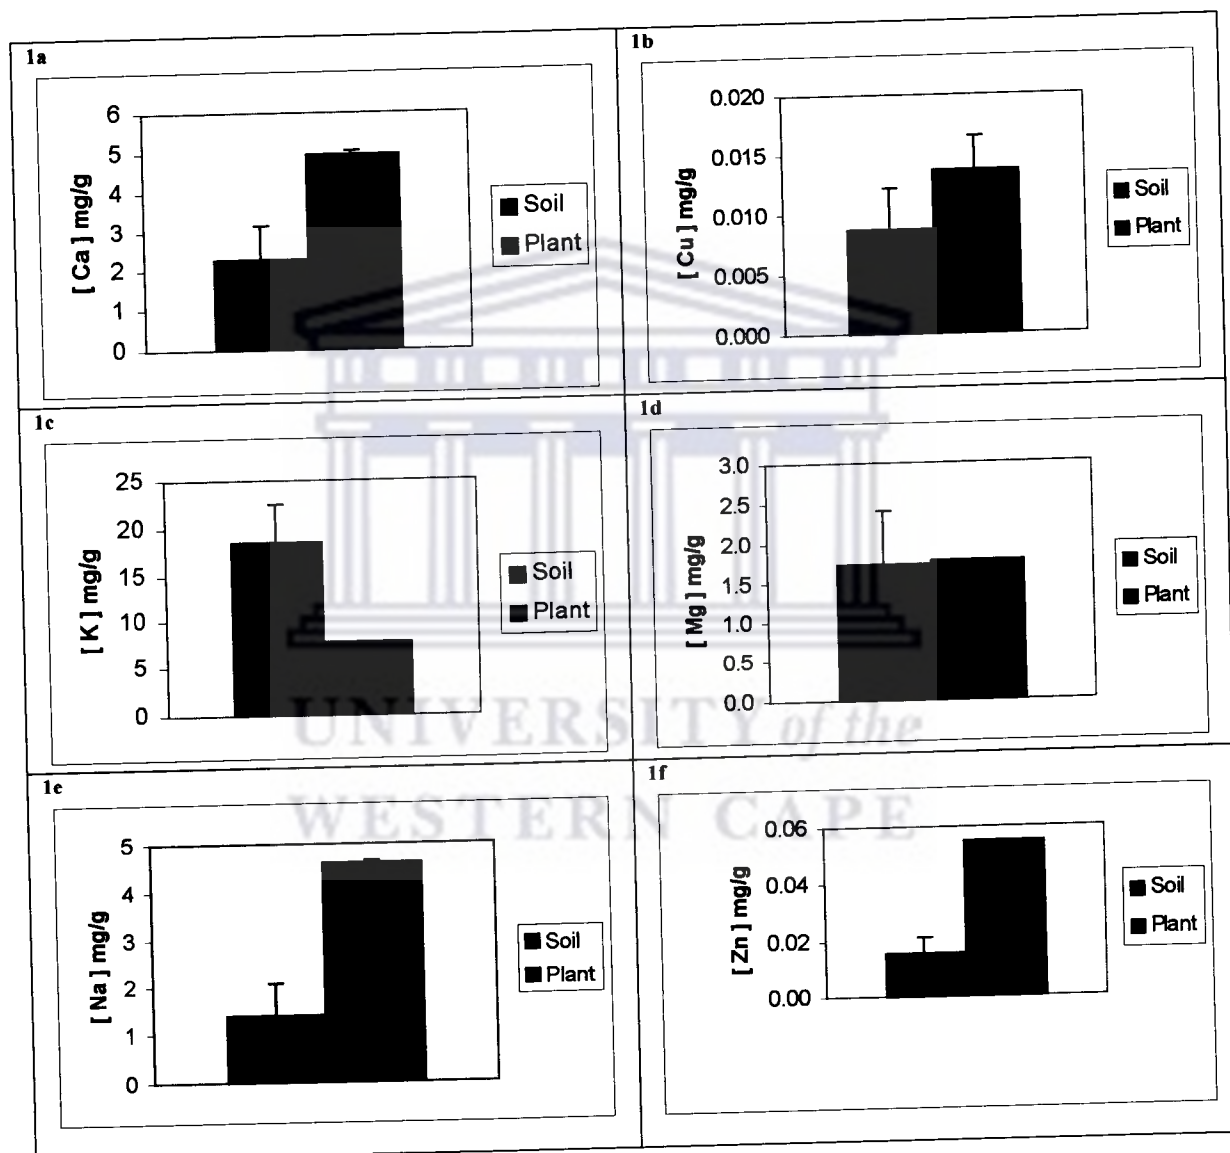 1a
6
5
4
3
2
1
0
[ Ca ] mg/g
Soil
Plant
1b
0.020
0.015
0.010
0.005
0.000
[ Cu ] mg/g
Soil
Plant
1c
25
20
15
10
5
0
[ K ] mg/g
Soil
Plant
1d
3.0
2.5
2.0
1.5
1.0
0.5
0.0
[ Mg ] mg/g
Soil
Plant
1e
5
4
3
2
1
0
[ Na ] mg/g
Soil
Plant
1f
0.06
0.04
0.02
0.00
[ Zn ] mg/g
Soil
Plant
UNIVERSITY of the
WESTERN CAPE